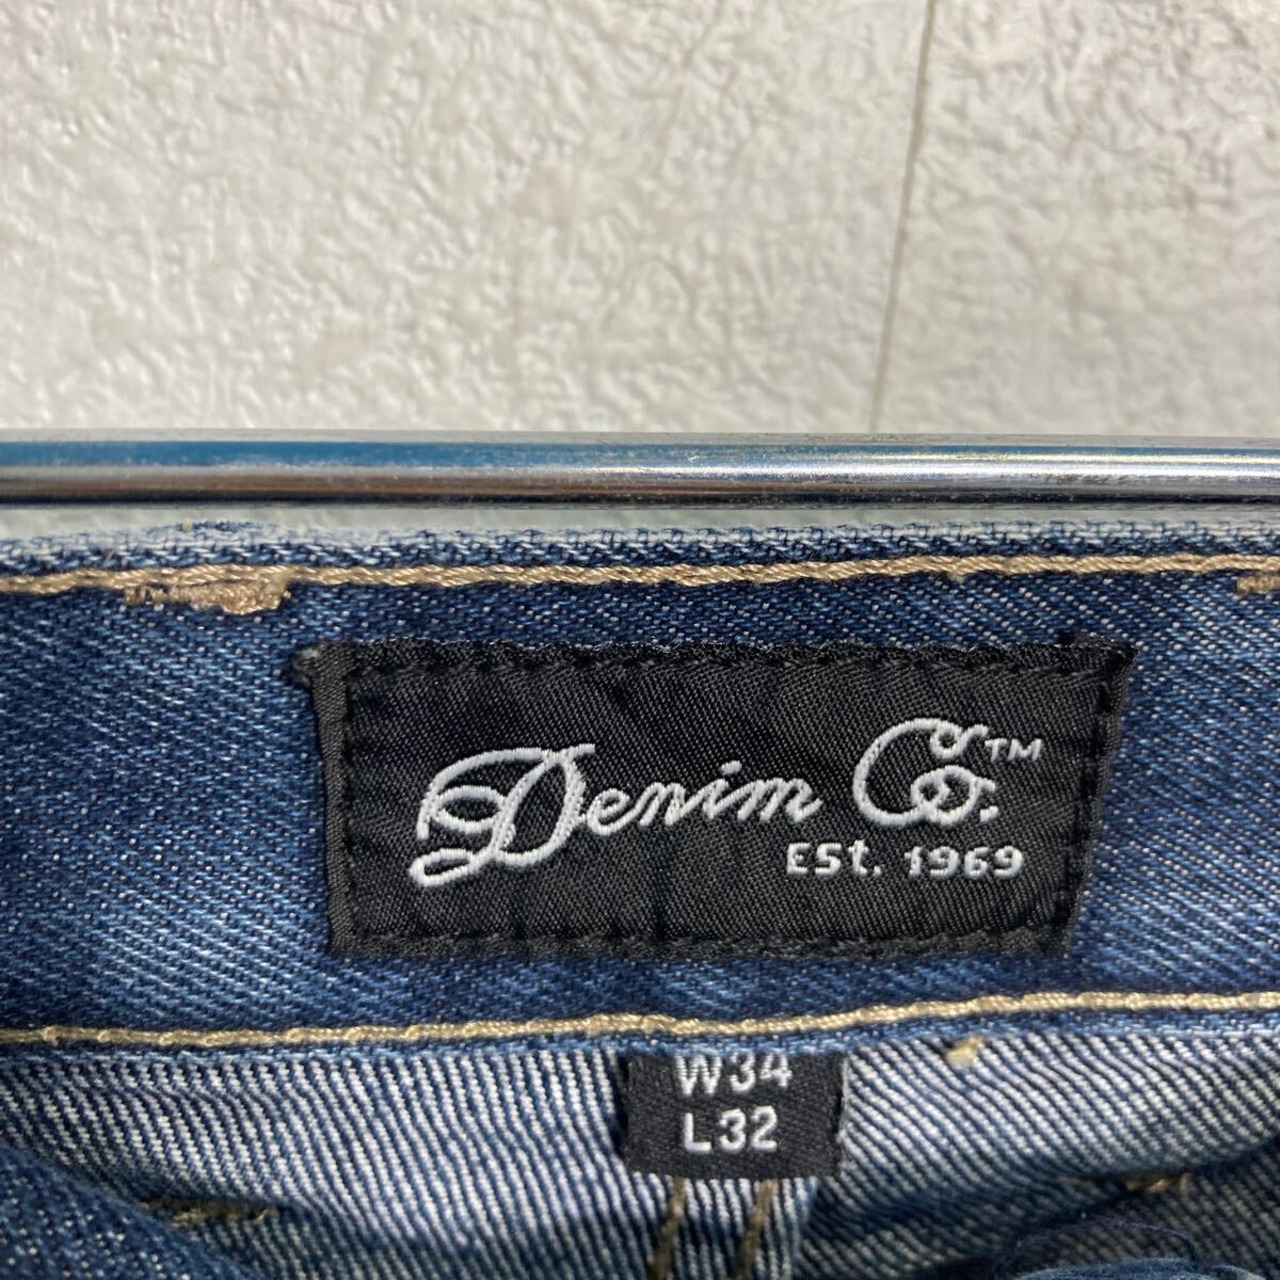 Denim Co.™
Est. 1969
W34
L32